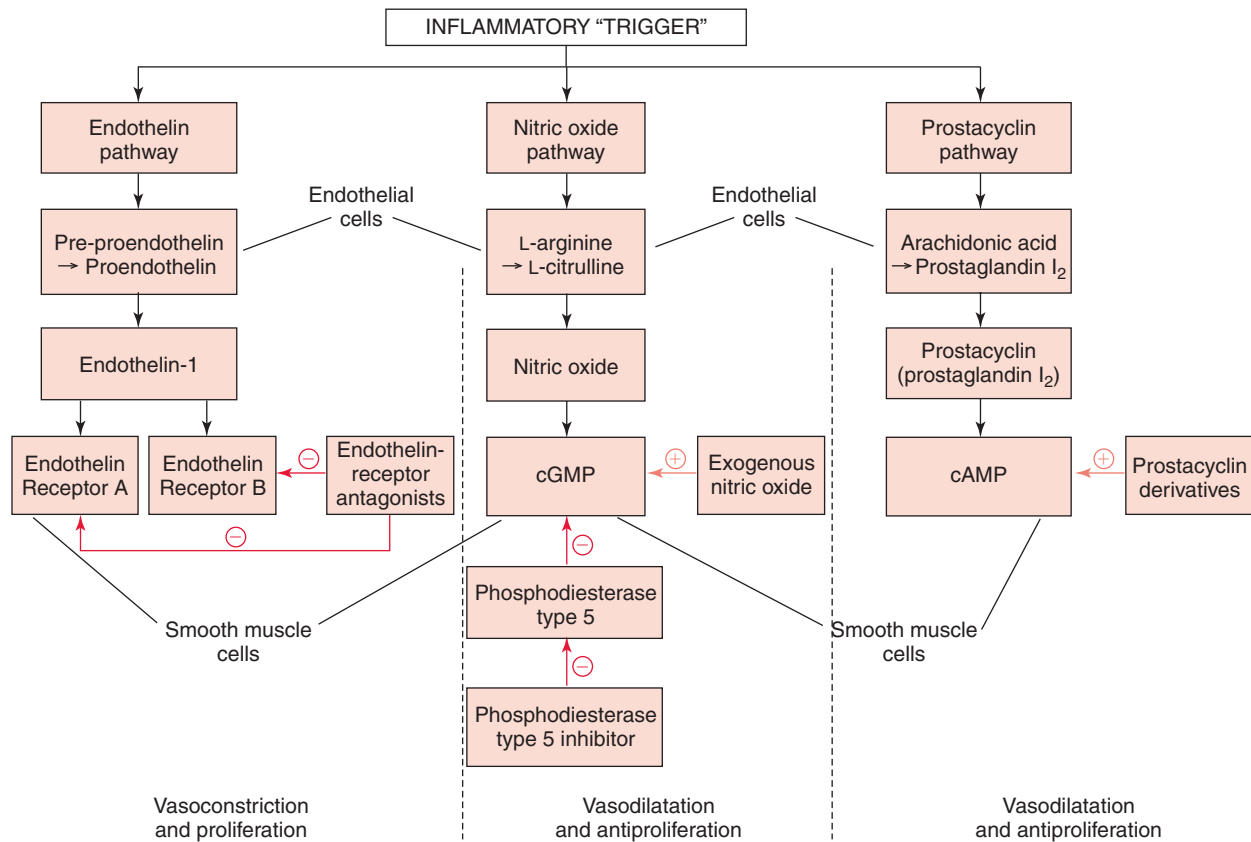 INFLAMMATORY “TRIGGER”
Endothelin
pathway
Nitric oxide
pathway
Prostacyclin
pathway
Endothelial
cells
Endothelial
cells
Pre-proendothelin
→ Proendothelin
L-arginine
→ L-citrulline
Arachidonic acid
→ Prostaglandin I₂
Endothelin-1
Nitric oxide
Prostacyclin
(prostaglandin I₂)
Endothelin
Receptor A
Endothelin
Receptor B
−
Endothelin-
receptor
antagonists
cGMP
+
Exogenous
nitric oxide
cAMP
+
Prostacyclin
derivatives
−
−
Phosphodiesterase
type 5
Smooth muscle
cells
Smooth muscle
cells
−
Phosphodiesterase
type 5 inhibitor
Vasoconstriction
and proliferation
Vasodilatation
and antiproliferation
Vasodilatation
and antiproliferation